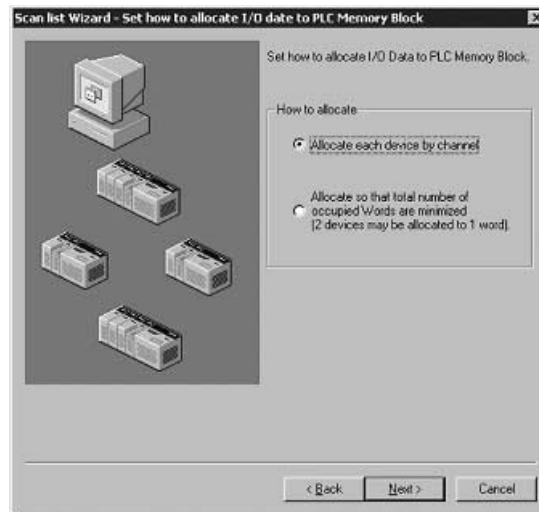 Scan list Wizard - Set how to allocate I/O date to PLC Memory Block
Set how to allocate I/O Data to PLC Memory Block.
How to allocate
Allocate each device by channel
Allocate so that total number of
occupied Words are minimized
(2 devices may be allocated to 1 word).
< Back
Next >
Cancel